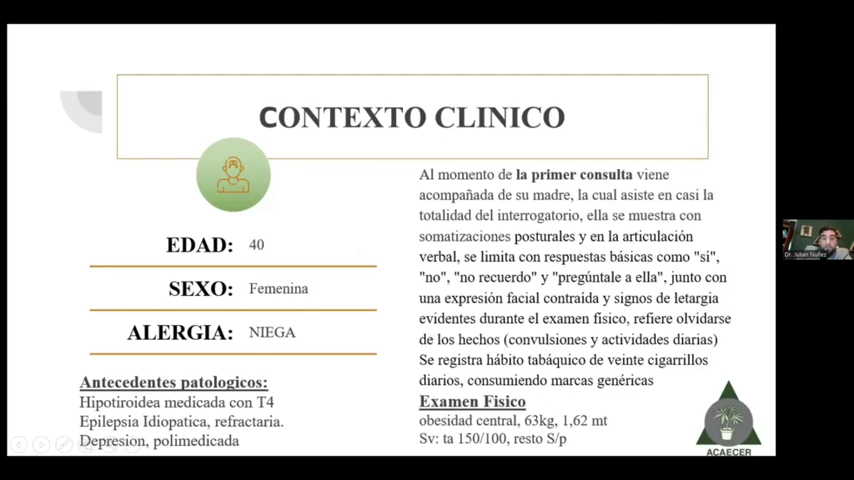 CONTEXTO CLINICO
EDAD: 40
SEXO: Femenina
ALERGIA: NIEGA
Antecedentes patologicos:
Hipotiroidea medicada con T4
Epilepsia Idiopatica, refractaria.
Depresion, polimedicada
Al momento de la primer consulta viene
acompañada de su madre, la cual asiste en casi la
totalidad del interrogatorio, ella se muestra con
somatizaciones posturales y en la articulación
verbal, se limita con respuestas básicas como "sí",
"no", "no recuerdo" y "pregúntale a ella", junto con
una expresión facial contraída y signos de letargia
evidentes durante el examen físico, refiere olvidarse
de los hechos (convulsiones y actividades diarias)
Se registra hábito tabáquico de veinte cigarrillos
diarios, consumiendo marcas genéricas
Examen Fisico
obesidad central, 63kg, 1,62 mt
Sv: ta 150/100, resto S/p
ACAECER
Dr. Julian Nuñez